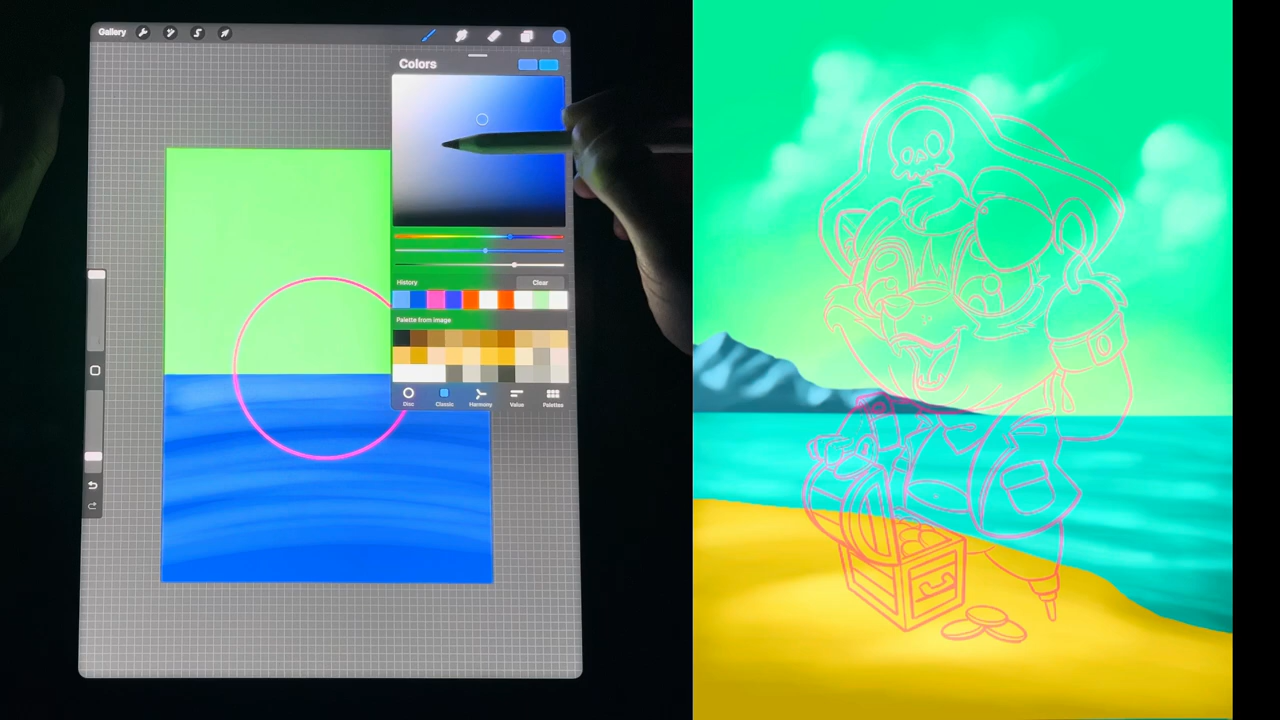 Gallery
Colors
History
Clear
Palette from image
Disc Classic Harmony Value Palettes